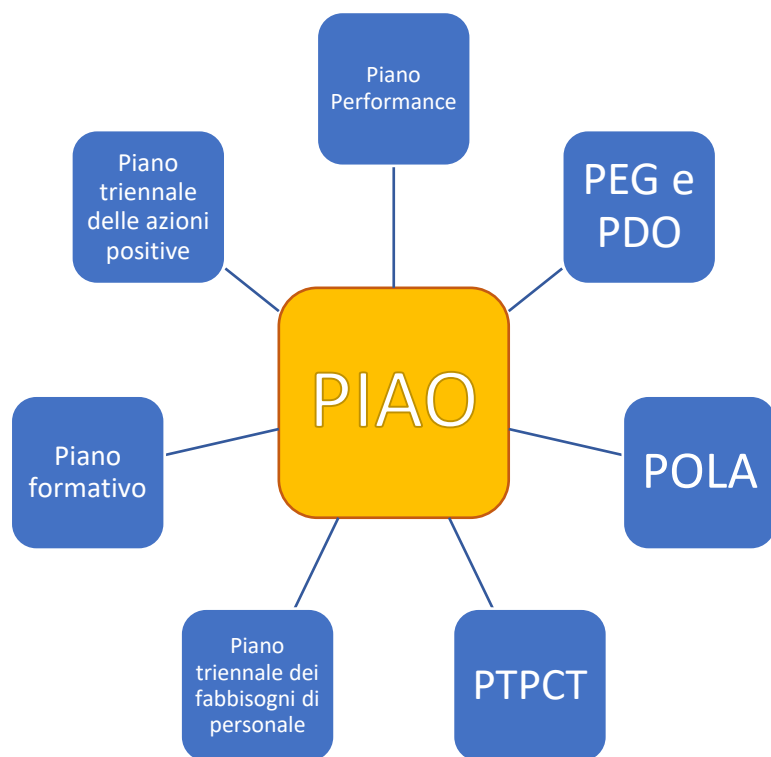 Piano
Performance
Piano
triennale
delle azioni
positive
PEG e
PDO
PIAO
Piano
formativo
POLA
Piano
triennale dei
fabbisogni di
personale
PTPCT